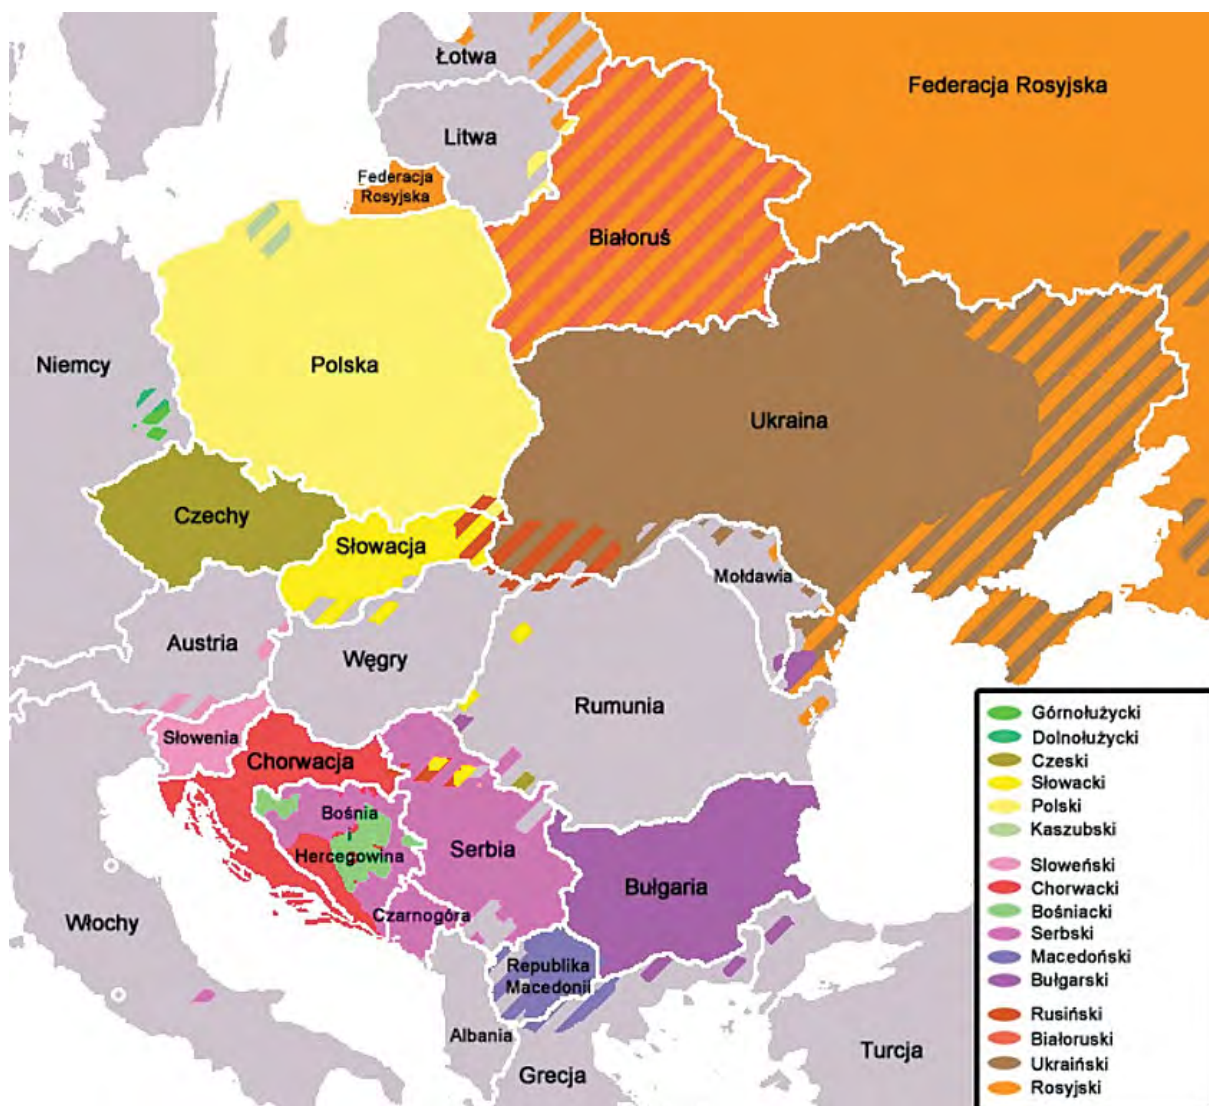 Łotwa
Federacja Rosyjska
Litwa
Federacja
Rosyjska
Białoruś
Niemcy
Polska
Ukraina
Czechy
Słowacja
Mołdawia
Austria
Węgry
Rumunia
Słowenia
Chorwacja
Bośnia
i
Hercegowina
Serbia
Bułgaria
Czarnogóra
Włochy
Republika
Macedonii
Albania
Grecja
Turcja
Górnołużycki
Dolnołużycki
Czeski
Słowacki
Polski
Kaszubski
Sloweński
Chorwacki
Bośniacki
Serbski
Macedoński
Bułgarski
Rusiński
Białoruski
Ukraiński
Rosyjski